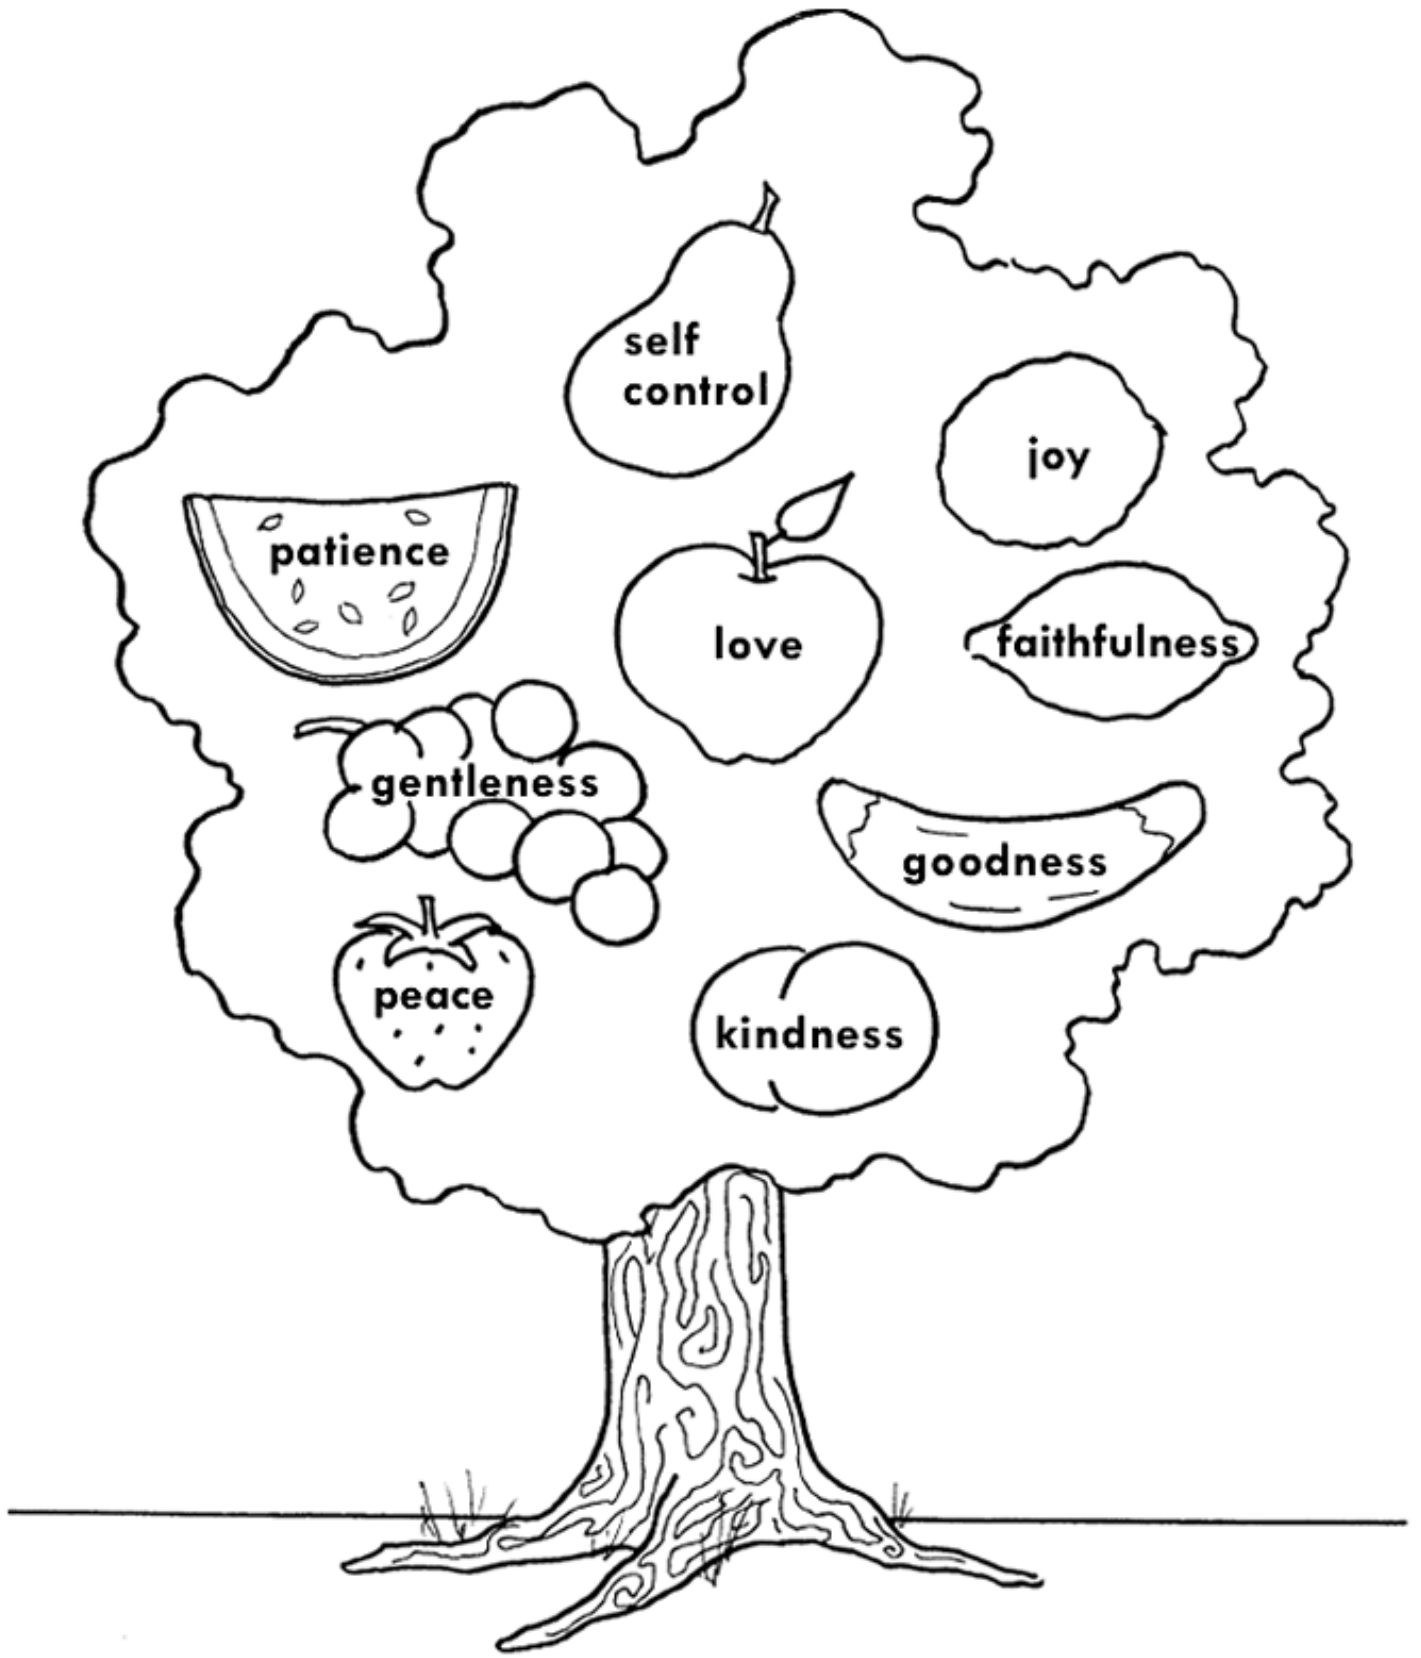 self
control
joy
patience
love
faithfulness
gentleness
goodness
peace
kindness